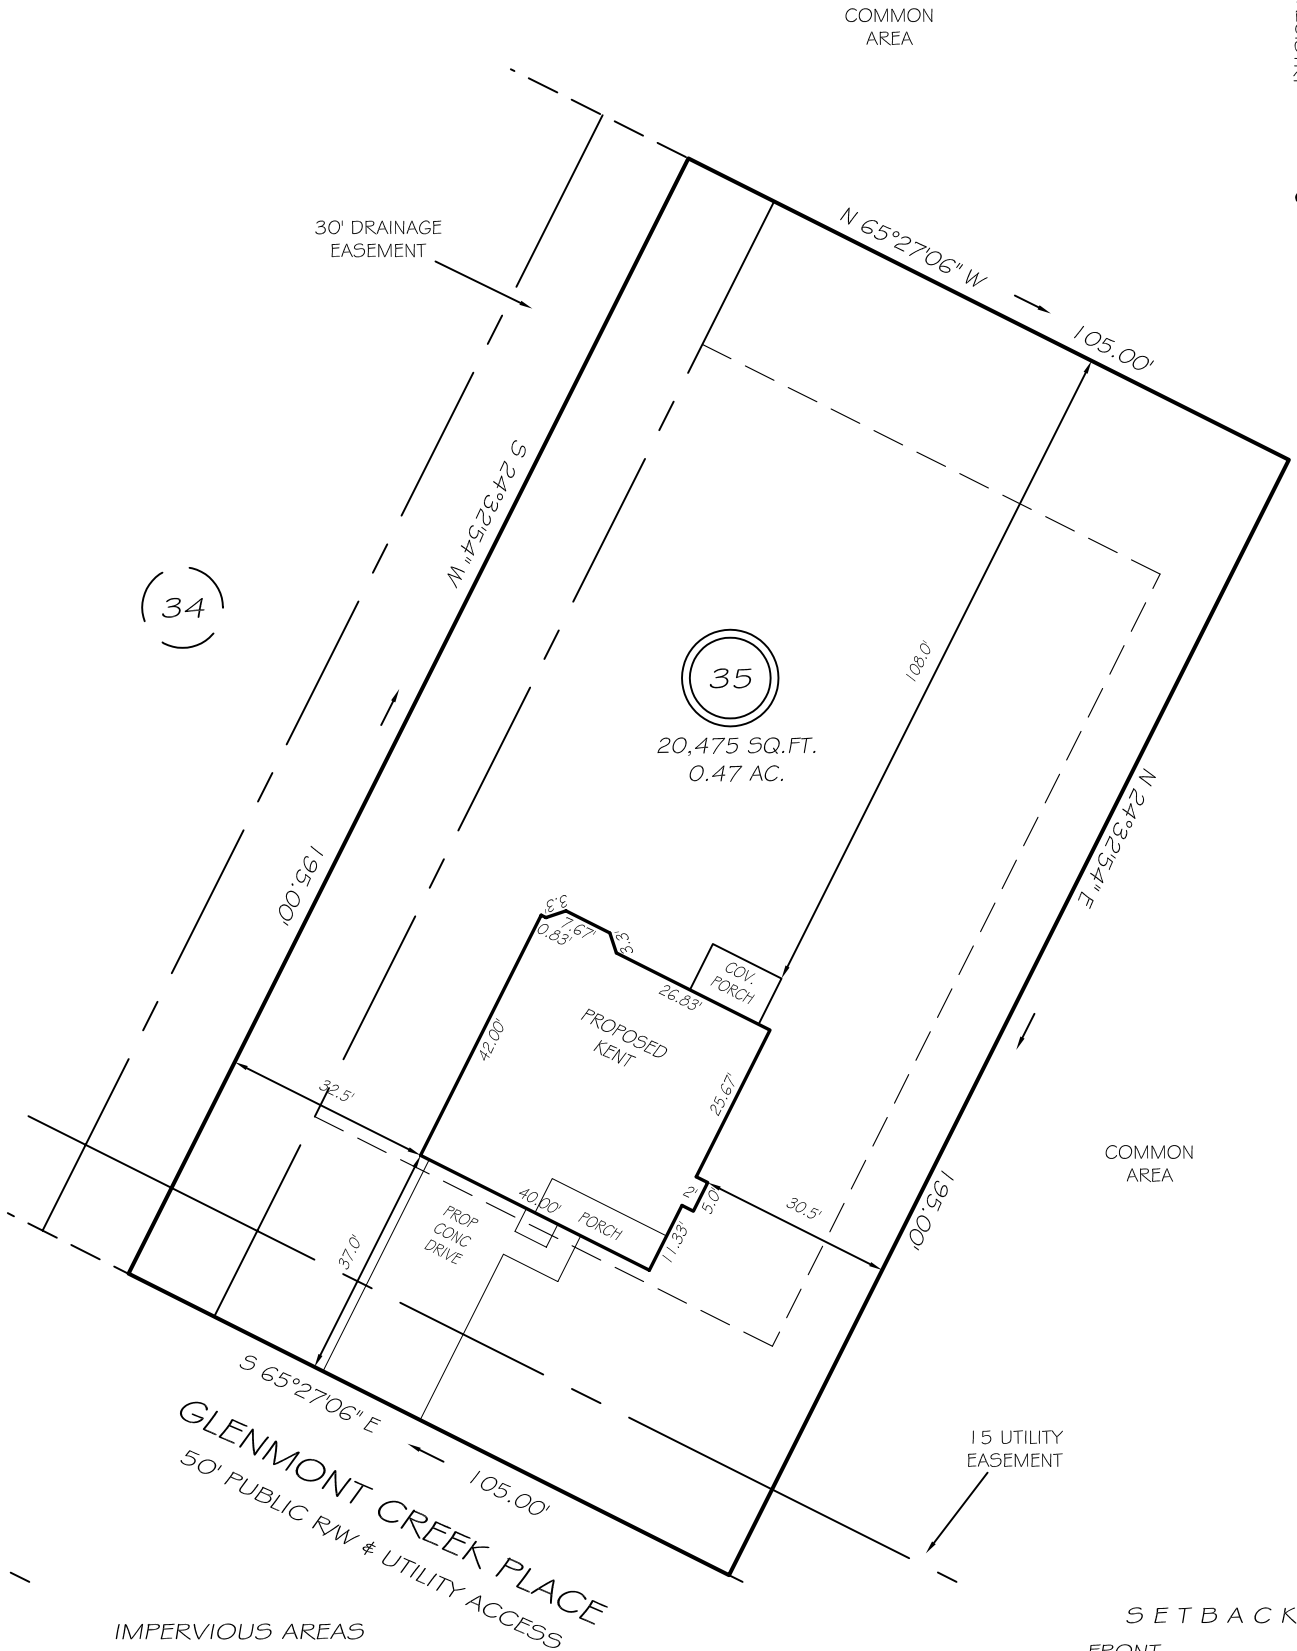 COMMON
AREA
30' DRAINAGE
EASEMENT
N 65°27'06" W
105.00'
S 24°32'54" W
195.00'
34
35
20,475 SQ.FT.
0.47 AC.
108.0'
N 24°32'54" E
195.00'
3.3'
7.67'
0.83'
3.3'
COV.
PORCH
26.83'
PROPOSED
KENT
42.00'
25.67'
32.5'
COMMON
AREA
2'
5.0'
30.5'
40.00'
PORCH
11.33'
PROP
CONC
DRIVE
37.0'
S 65°27'06" E
105.00'
15 UTILITY
EASEMENT
GLENMONT CREEK PLACE
50' PUBLIC R/W & UTILITY ACCESS
IMPERVIOUS AREAS
SETBACK
FRONT